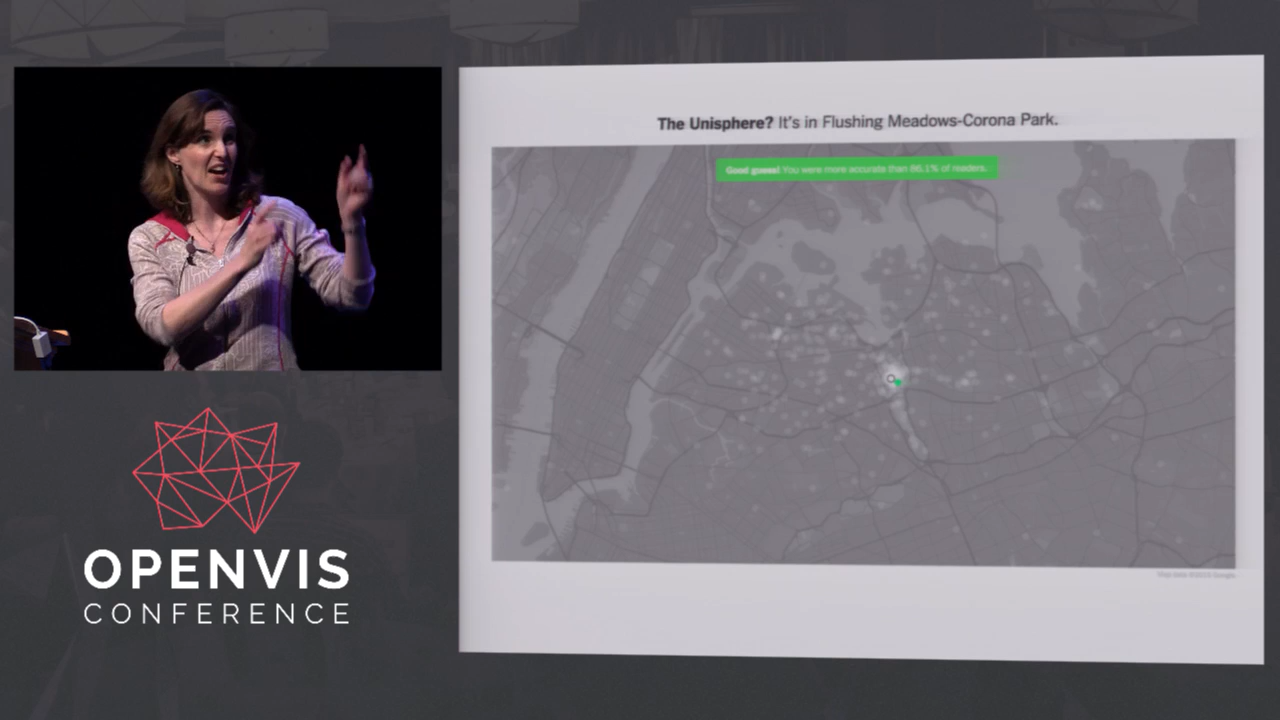 The Unisphere? It's in Flushing Meadows-Corona Park.
Good guess! You were more accurate than 86.1% of readers.
OPENVIS
CONFERENCE